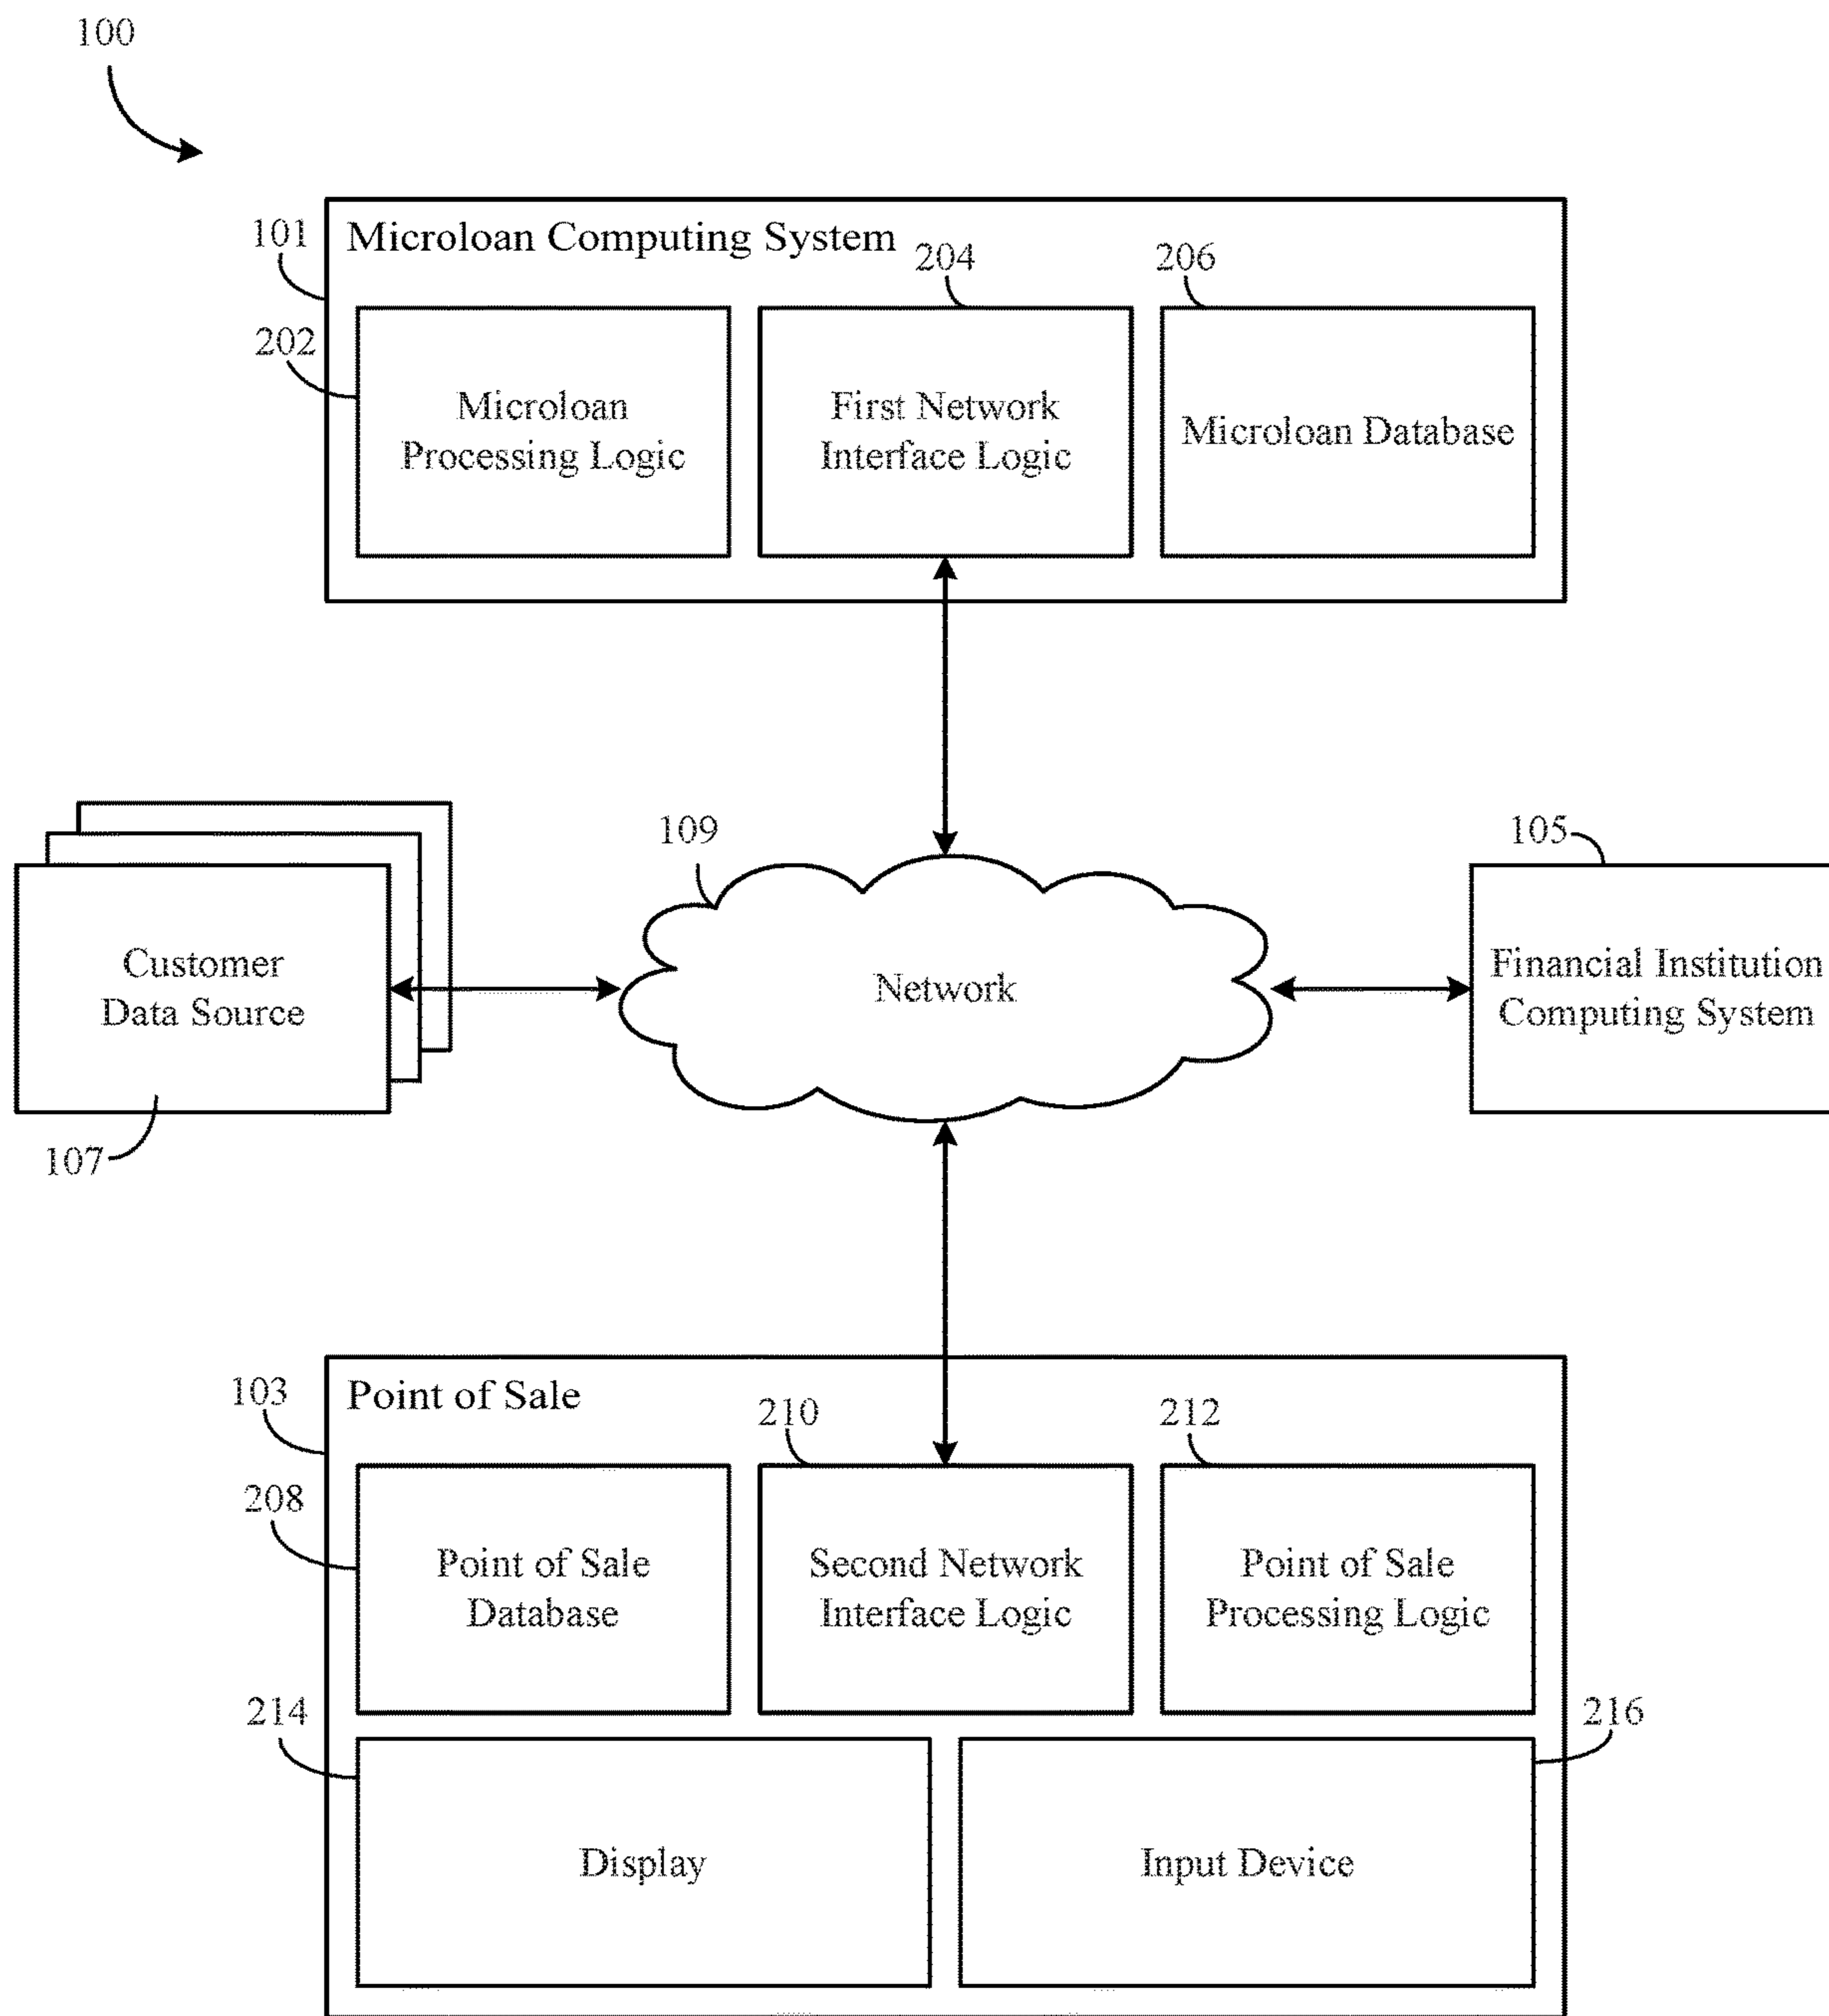 100
101
Microloan Computing System
204
206
202
Microloan
Processing Logic
First Network
Interface Logic
Microloan Database
109
105
Customer
Data Source
Network
Financial Institution
Computing System
107
103
Point of Sale
210
212
208
Point of Sale
Database
Second Network
Interface Logic
Point of Sale
Processing Logic
214
216
Display
Input Device